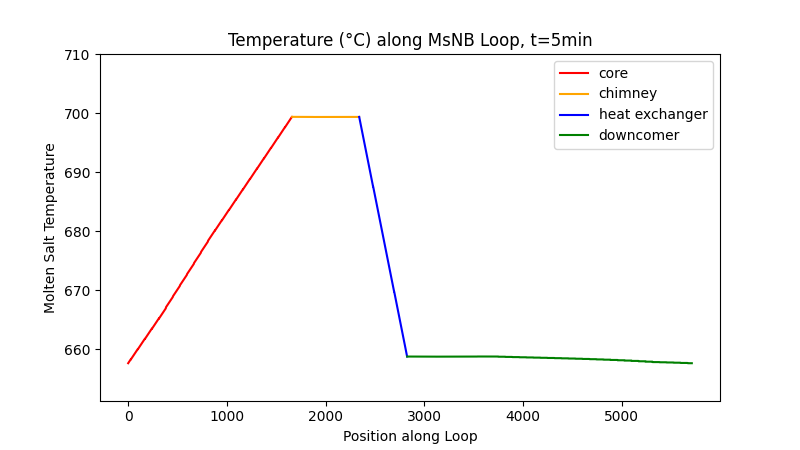 Temperature (°C) along MsNB Loop, t=5min
core
chimney
heat exchanger
downcomer
710
700
690
680
670
660
Molten Salt Temperature
0 1000 2000 3000 4000 5000
Position along Loop